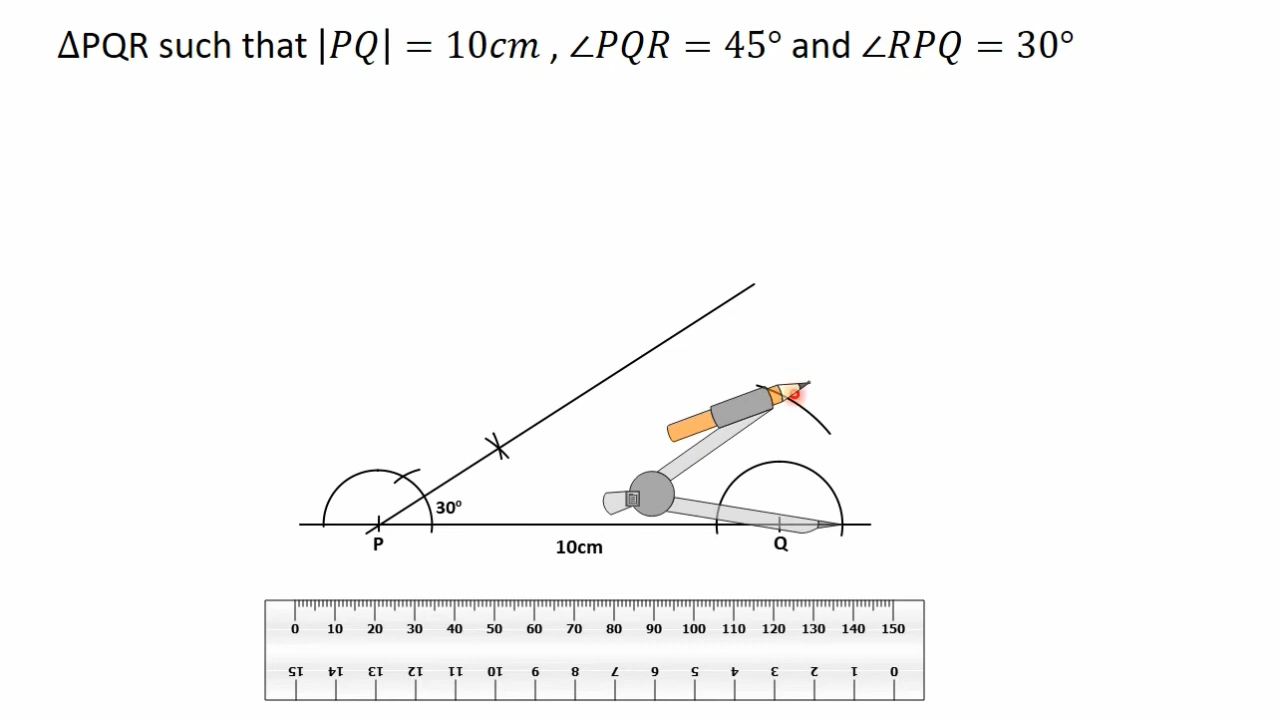 ∆PQR such that |PQ| = 10cm , ∠PQR = 45° and ∠RPQ = 30°
30º
P
10cm
Q
0 10 20 30 40 50 60 70 80 90 100 110 120 130 140 150
15 14 13 12 11 10 9 8 7 6 5 4 3 2 1 0